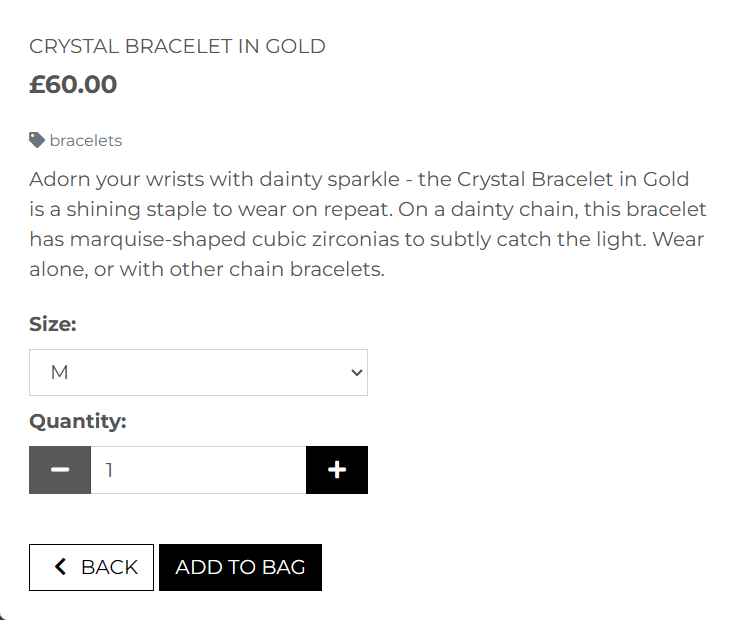 CRYSTAL BRACELET IN GOLD
£60.00
bracelets
Adorn your wrists with dainty sparkle - the Crystal Bracelet in Gold
is a shining staple to wear on repeat. On a dainty chain, this bracelet
has marquise-shaped cubic zirconias to subtly catch the light. Wear
alone, or with other chain bracelets.
Size:
M
Quantity:
1
BACK ADD TO BAG